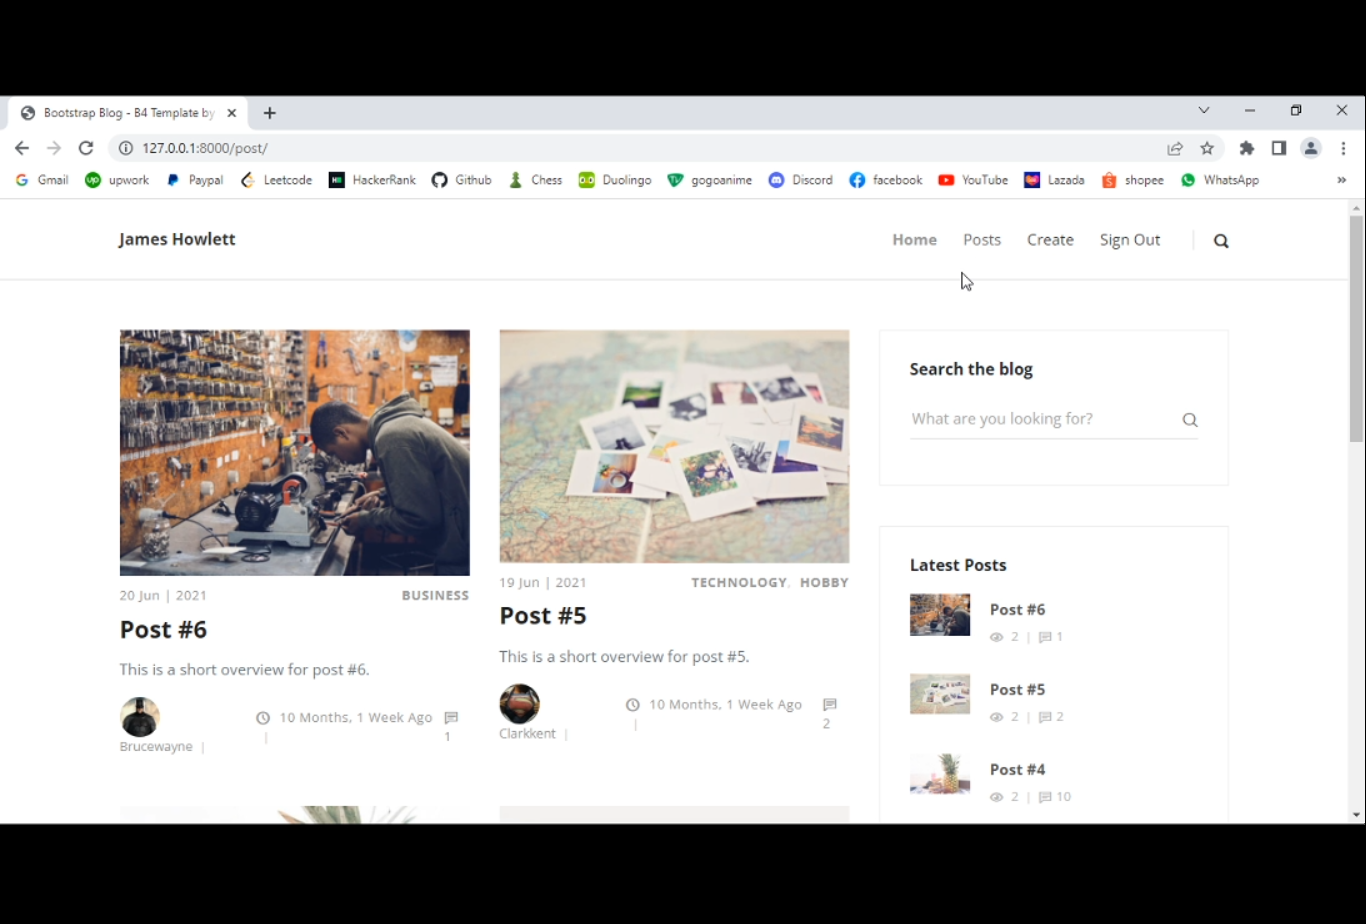 Bootstrap Blog - B4 Template by
127.0.0.1:8000/post/
Gmail upwork Paypal Leetcode HackerRank Github Chess Duolingo gogoanime Discord facebook YouTube Lazada shopee WhatsApp »
James Howlett
Home Posts Create Sign Out
20 Jun | 2021 BUSINESS
Post #6
This is a short overview for post #6.
Brucewayne |
10 Months, 1 Week Ago |
1
19 Jun | 2021 TECHNOLOGY, HOBBY
Post #5
This is a short overview for post #5.
Clarkkent |
10 Months, 1 Week Ago |
2
Search the blog
What are you looking for?
Latest Posts
Post #6
2 | 1
Post #5
2 | 2
Post #4
2 | 10